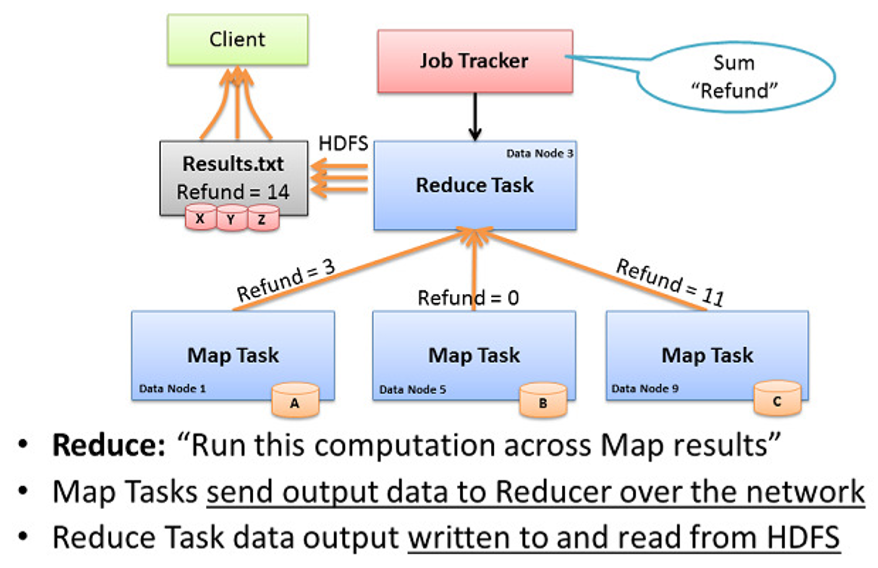 Client
Job Tracker
Sum
“Refund”
HDFS
Results.txt
Refund = 14
X Y Z
Data Node 3
Reduce Task
Refund = 3
Refund = 0
Refund = 11
Map Task
Data Node 1
A
Map Task
Data Node 5
B
Map Task
Data Node 9
C
• Reduce: “Run this computation across Map results”
• Map Tasks send output data to Reducer over the network
• Reduce Task data output written to and read from HDFS